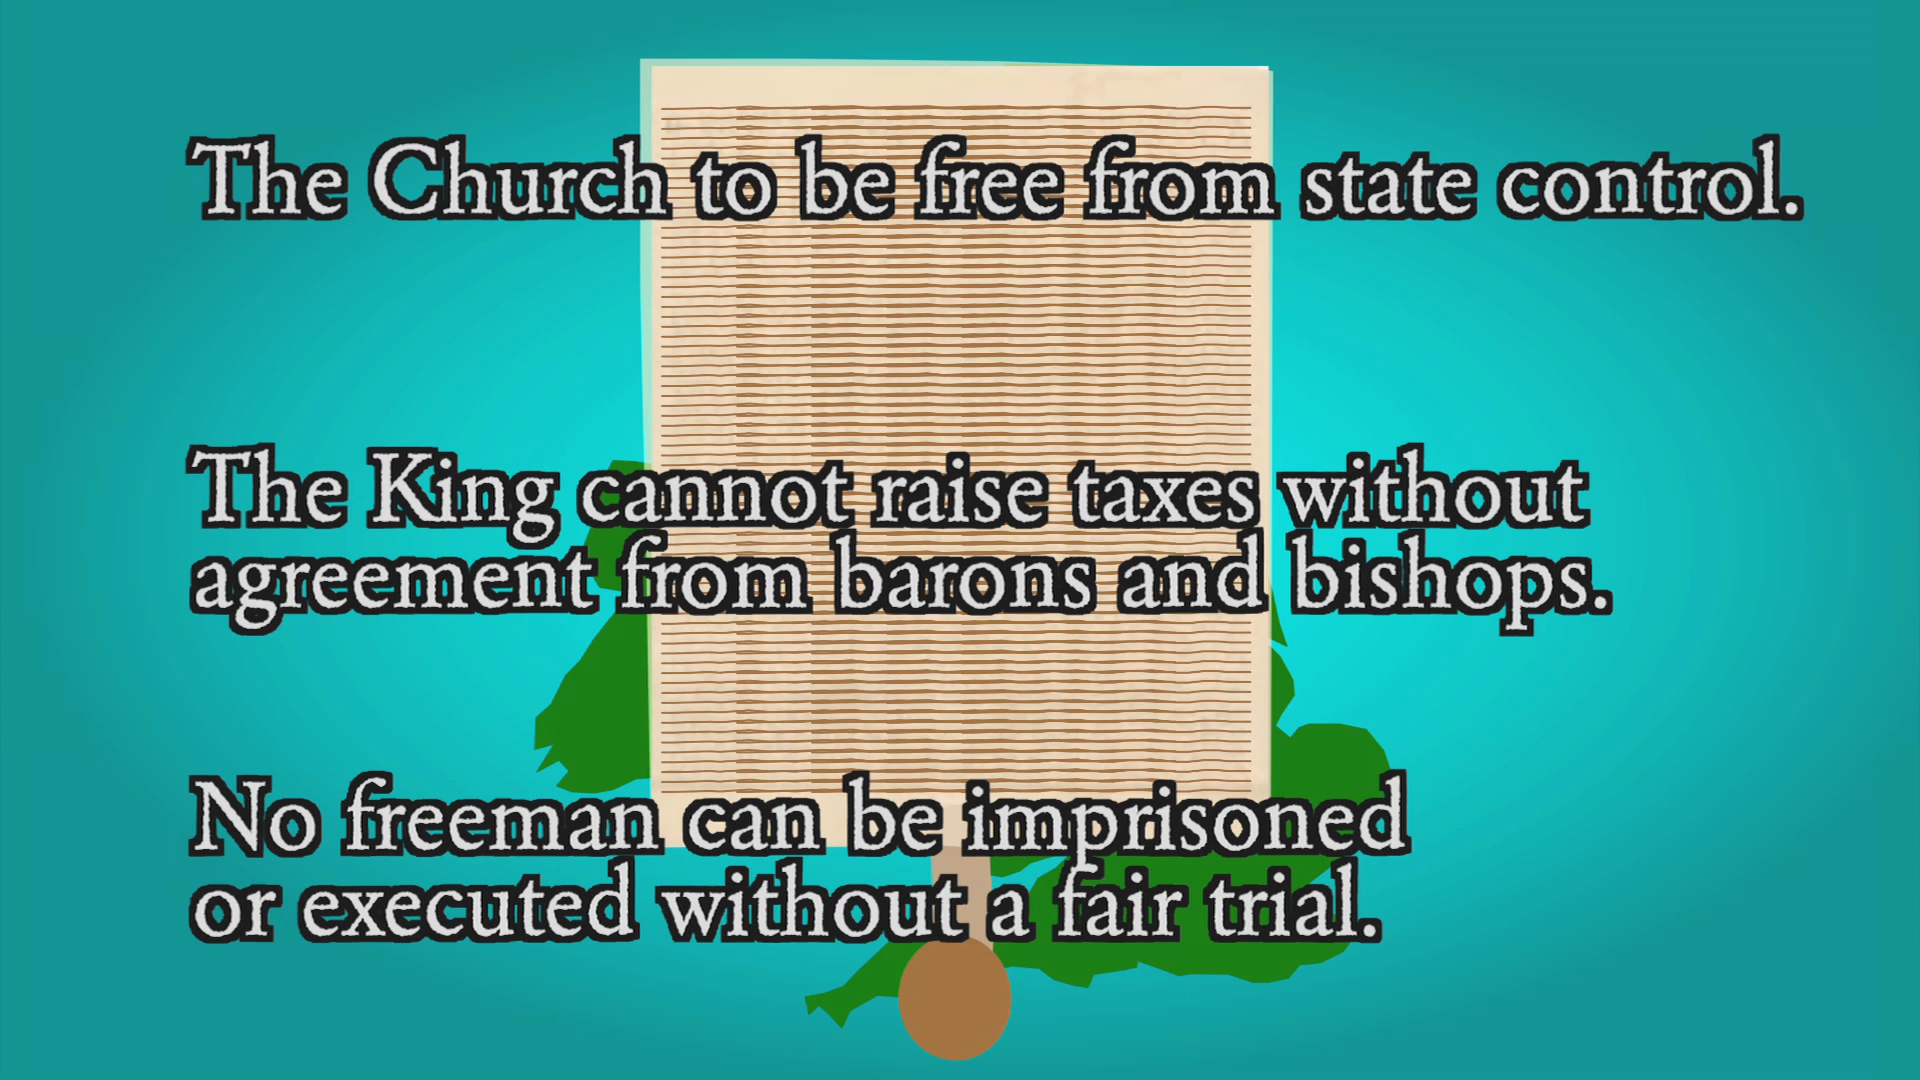 The Church to be free from state control.
The King cannot raise taxes without
agreement from barons and bishops.
No freeman can be imprisoned
or executed without a fair trial.